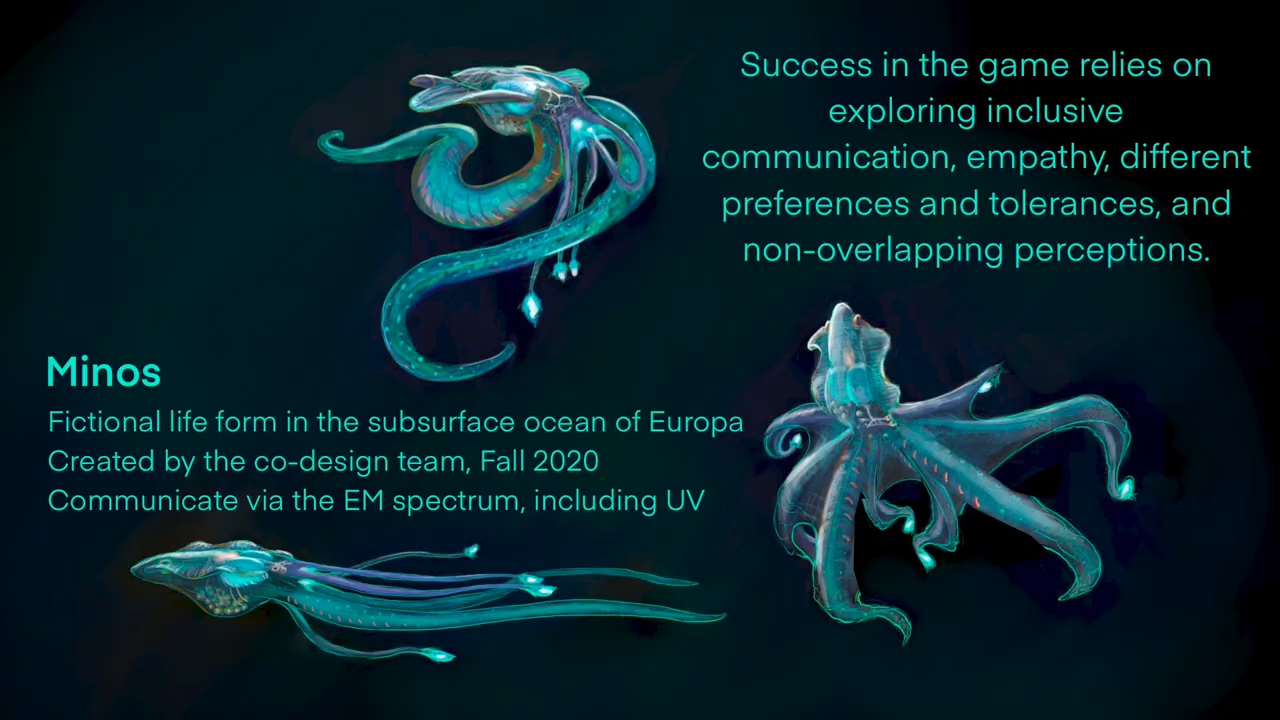 Success in the game relies on
exploring inclusive
communication, empathy, different
preferences and tolerances, and
non-overlapping perceptions.
Minos
Fictional life form in the subsurface ocean of Europa
Created by the co-design team, Fall 2020
Communicate via the EM spectrum, including UV